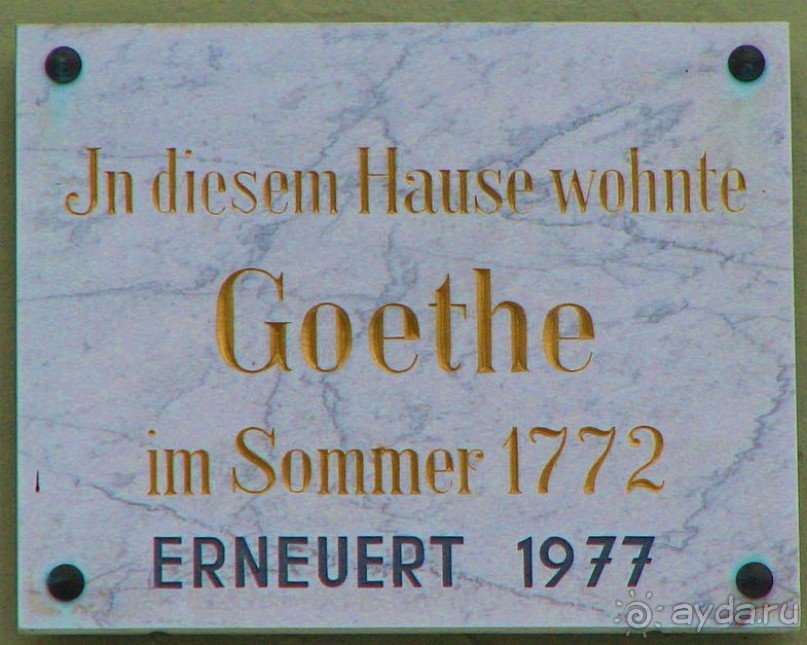 Jn diesem Hause wohnte
Goethe
im Sommer 1772
ERNEUERT 1977
ayda.ru